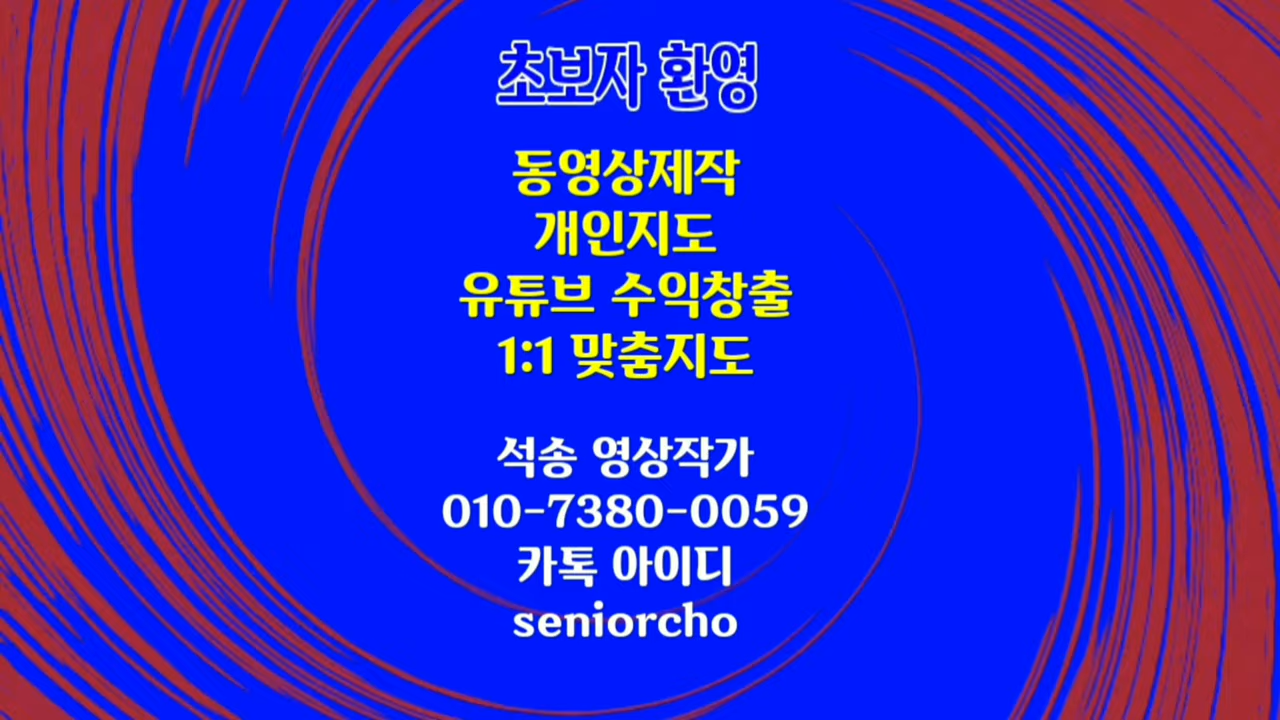 초보자 환영
동영상제작
개인지도
유튜브 수익창출
1:1 맞춤지도
석송 영상작가
010-7380-0059
카톡 아이디
seniorcho